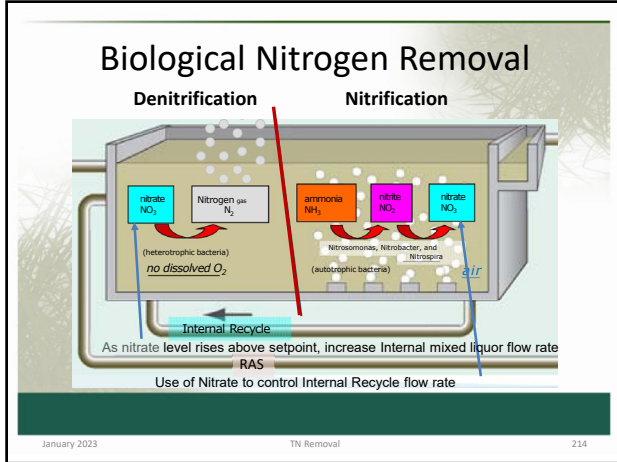 Biological Nitrogen Removal
Denitrification Nitrification
nitrate
NO3
Nitrogen gas
N2
ammonia
NH3
nitrite
NO2
nitrate
NO3
(heterotrophic bacteria)
no dissolved O2
Nitrosomonas, Nitrobacter, and
Nitrospira
(autotrophic bacteria)
air
Internal Recycle
As nitrate level rises above setpoint, increase Internal mixed liquor flow rate
RAS
Use of Nitrate to control Internal Recycle flow rate
January 2023 TN Removal 214